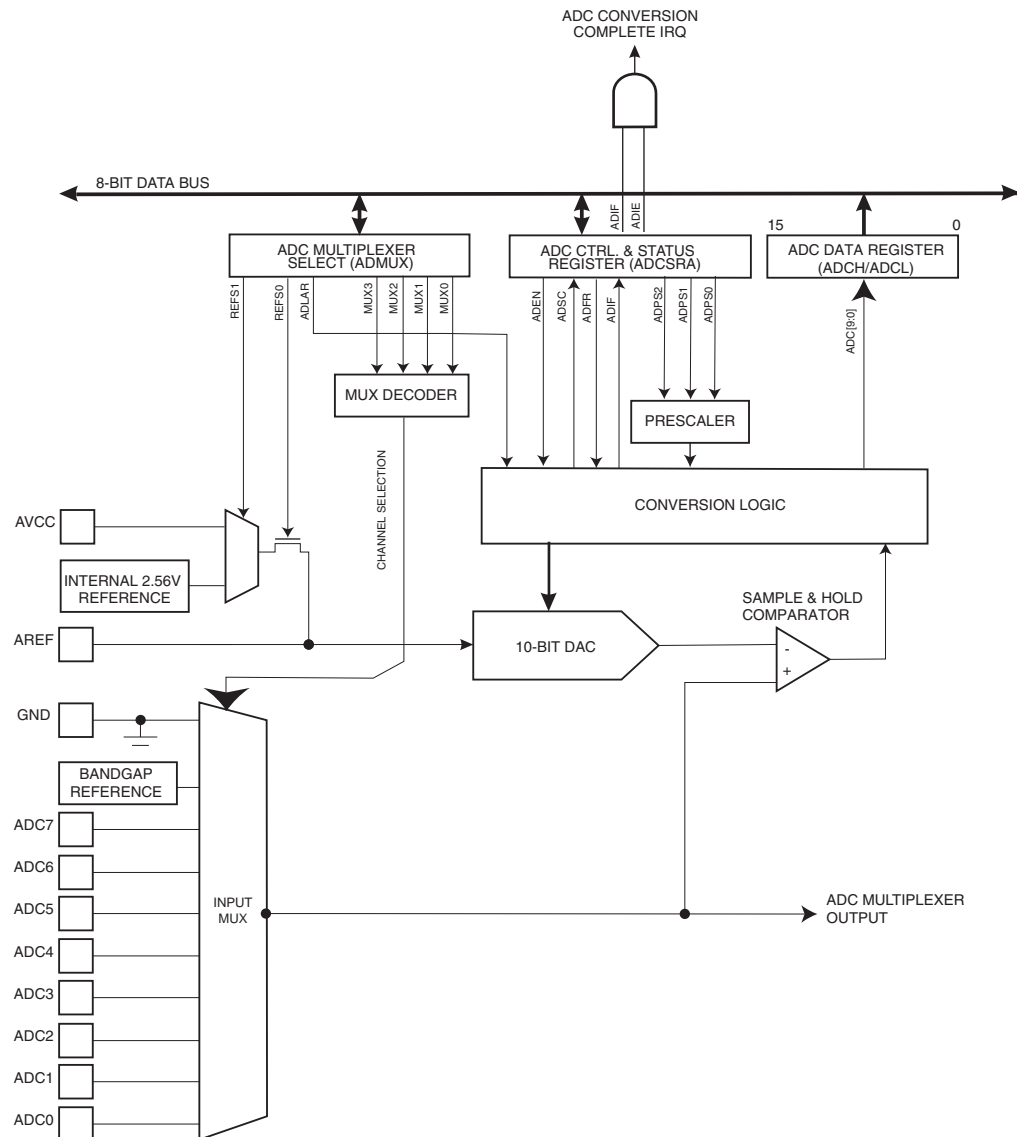 ADC CONVERSION
COMPLETE IRQ
8-BIT DATA BUS
ADIF
ADIE
15
0
ADC MULTIPLEXER
SELECT (ADMUX)
ADC CTRL. & STATUS
REGISTER (ADCSRA)
ADC DATA REGISTER
(ADCH/ADCL)
REFS1
REFS0
ADLAR
MUX3
MUX2
MUX1
MUX0
ADEN
ADSC
ADFR
ADIF
ADPS2
ADPS1
ADPS0
ADC[9:0]
MUX DECODER
PRESCALER
CHANNEL SELECTION
CONVERSION LOGIC
AVCC
INTERNAL 2.56V
REFERENCE
SAMPLE & HOLD
COMPARATOR
AREF
10-BIT DAC
-
+
GND
BANDGAP
REFERENCE
ADC7
ADC6
ADC5
INPUT
MUX
ADC MULTIPLEXER
OUTPUT
ADC4
ADC3
ADC2
ADC1
ADC0